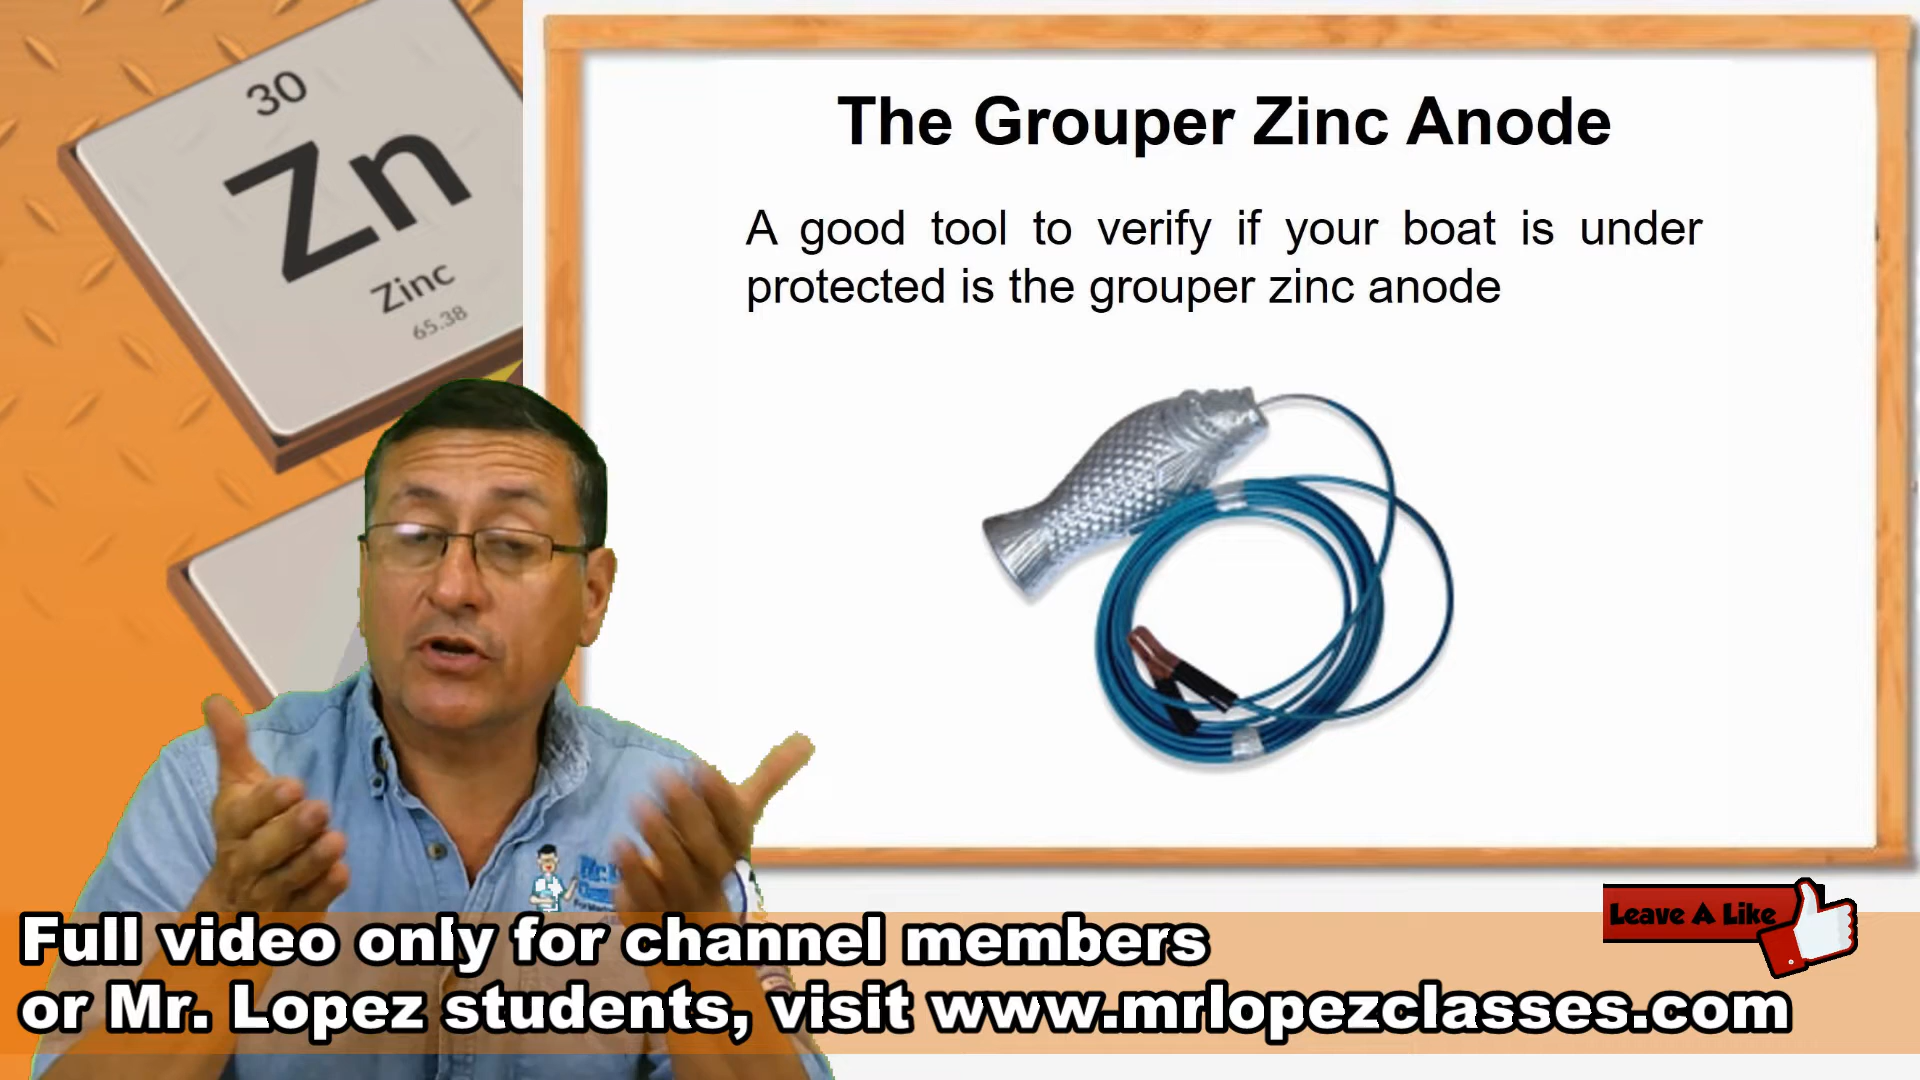 30
Zn
Zinc
65.38
The Grouper Zinc Anode
A good tool to verify if your boat is under
protected is the grouper zinc anode
Leave A Like
Full video only for channel members
or Mr. Lopez students, visit www.mrlopezclasses.com